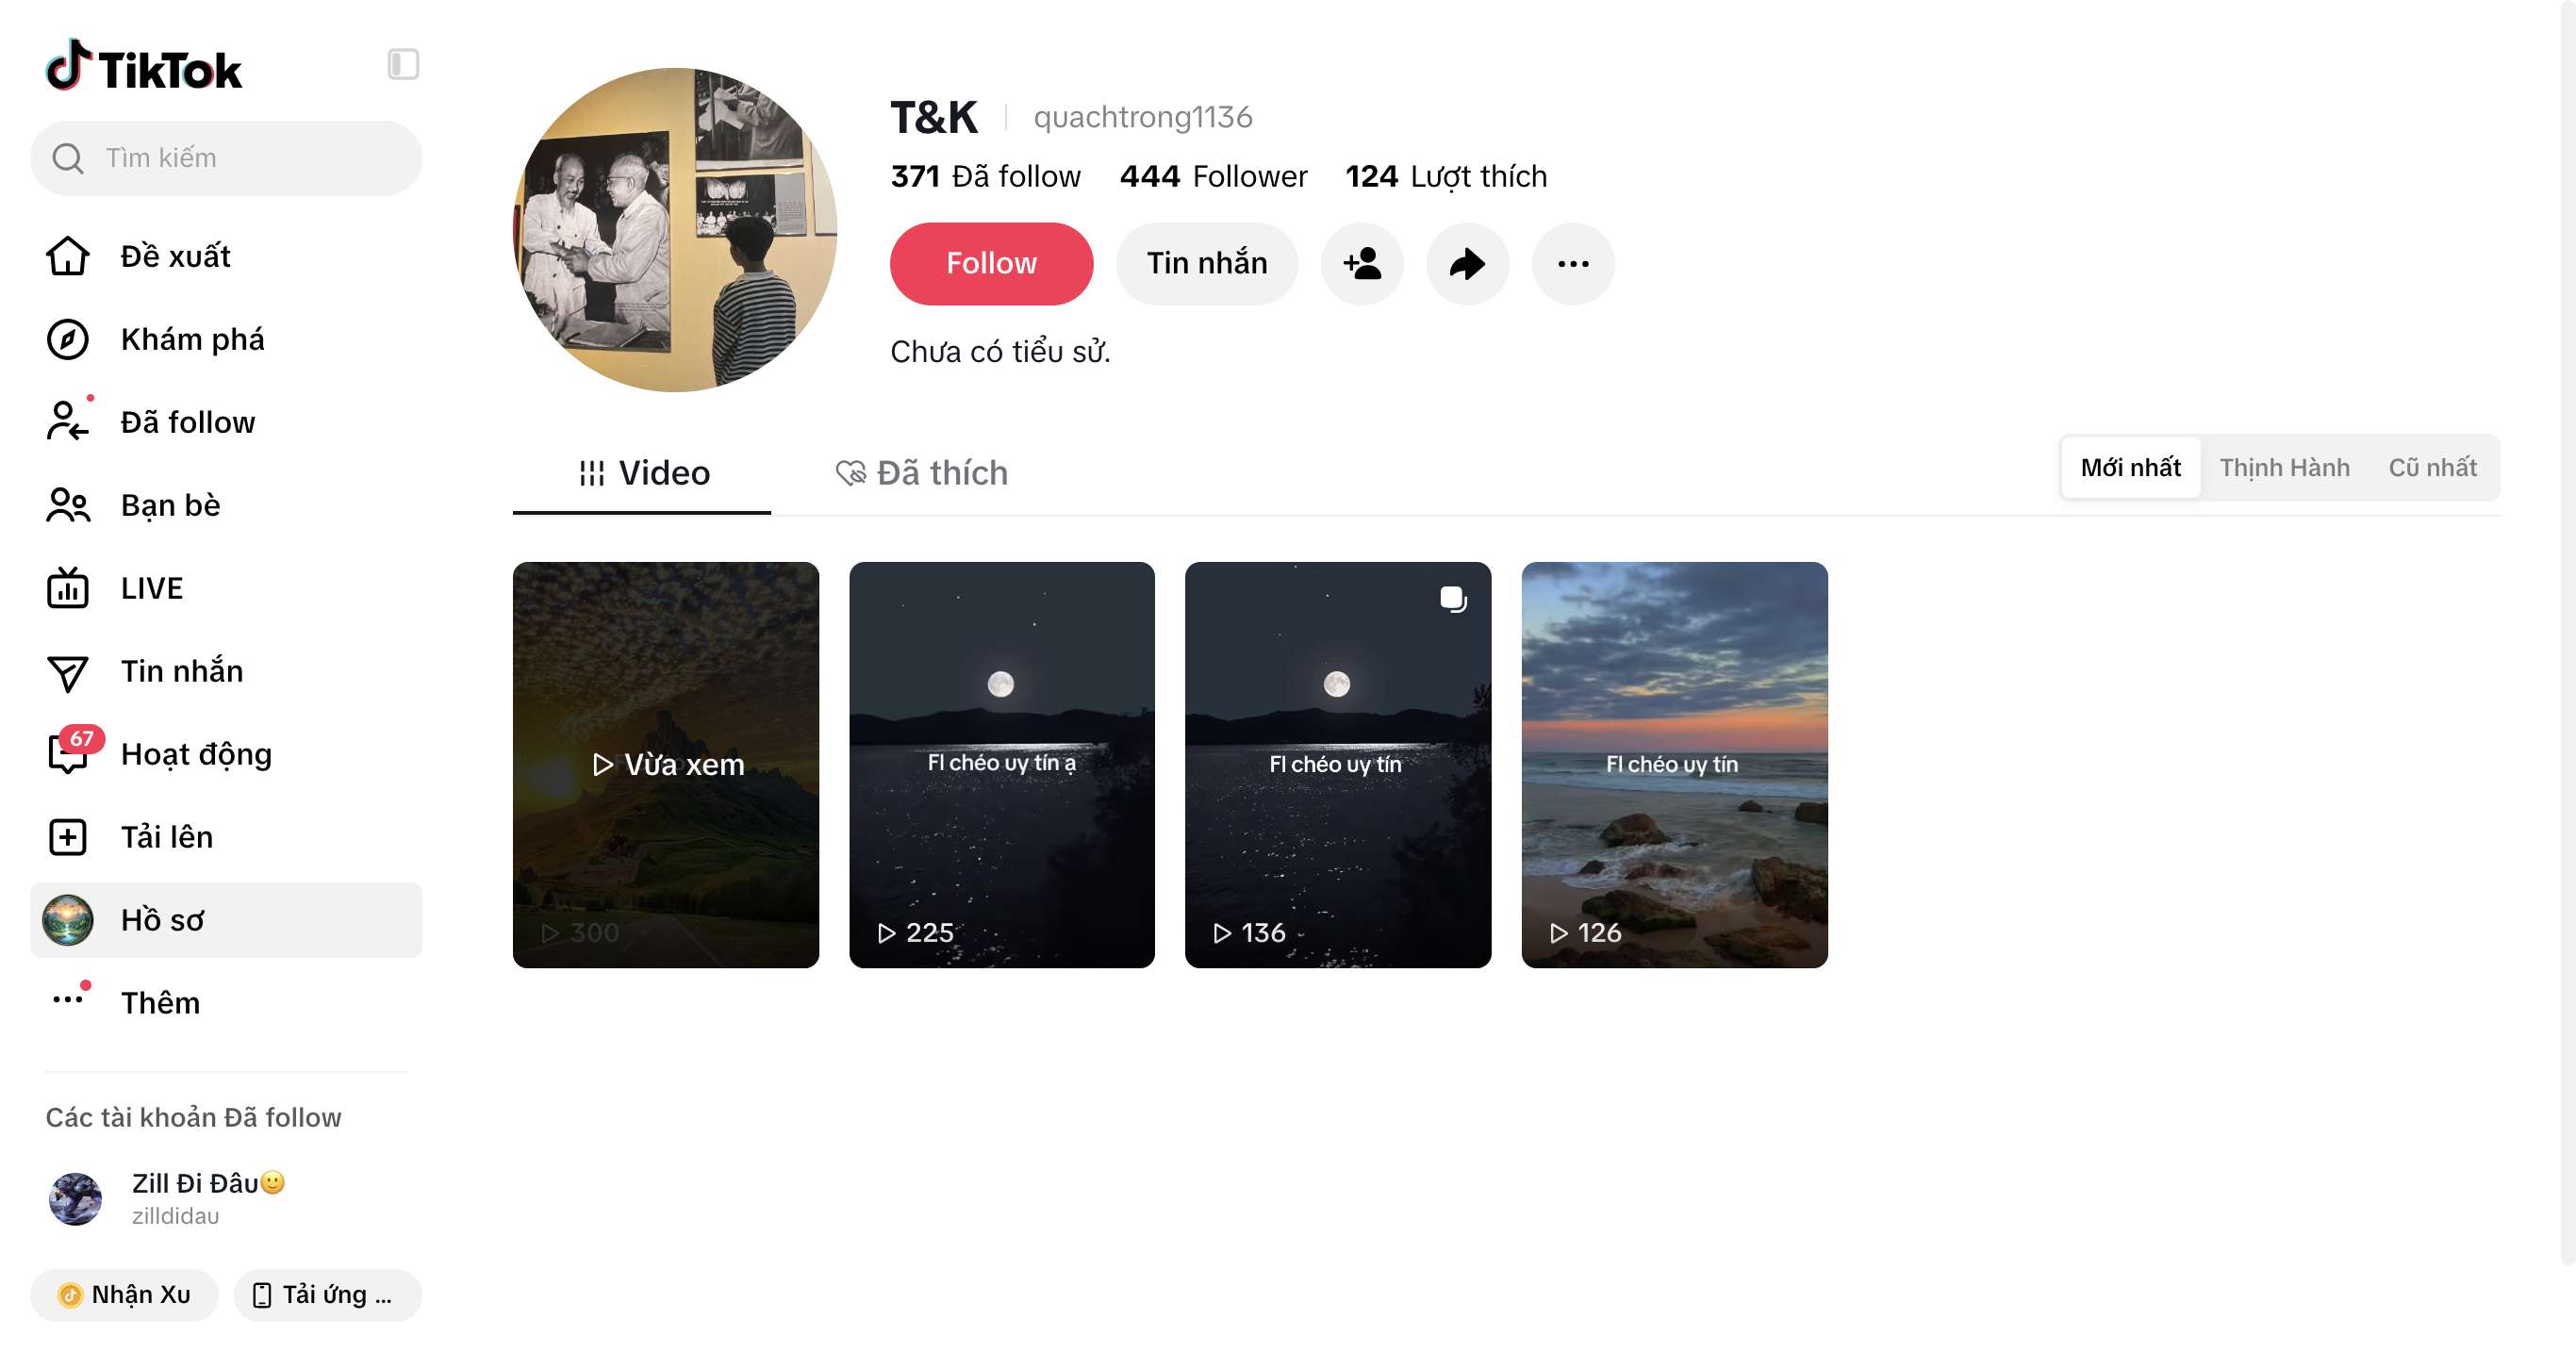 TikTok
Tìm kiếm
Đề xuất
Khám phá
Đã follow
Bạn bè
LIVE
Tin nhắn
67
Hoạt động
Tải lên
Hồ sơ
Thêm
Các tài khoản Đã follow
Zill Đi Đâu🙂
zilldidau
Nhận Xu
Tải ứng ...
T&K
quachtrong1136
371 Đã follow 444 Follower 124 Lượt thích
Follow
Tin nhắn
Chưa có tiểu sử.
Video
Đã thích
Mới nhất
Thịnh Hành
Cũ nhất
Vừa xem
300
Fl chéo uy tín ạ
225
Fl chéo uy tín
136
Fl chéo uy tín
126